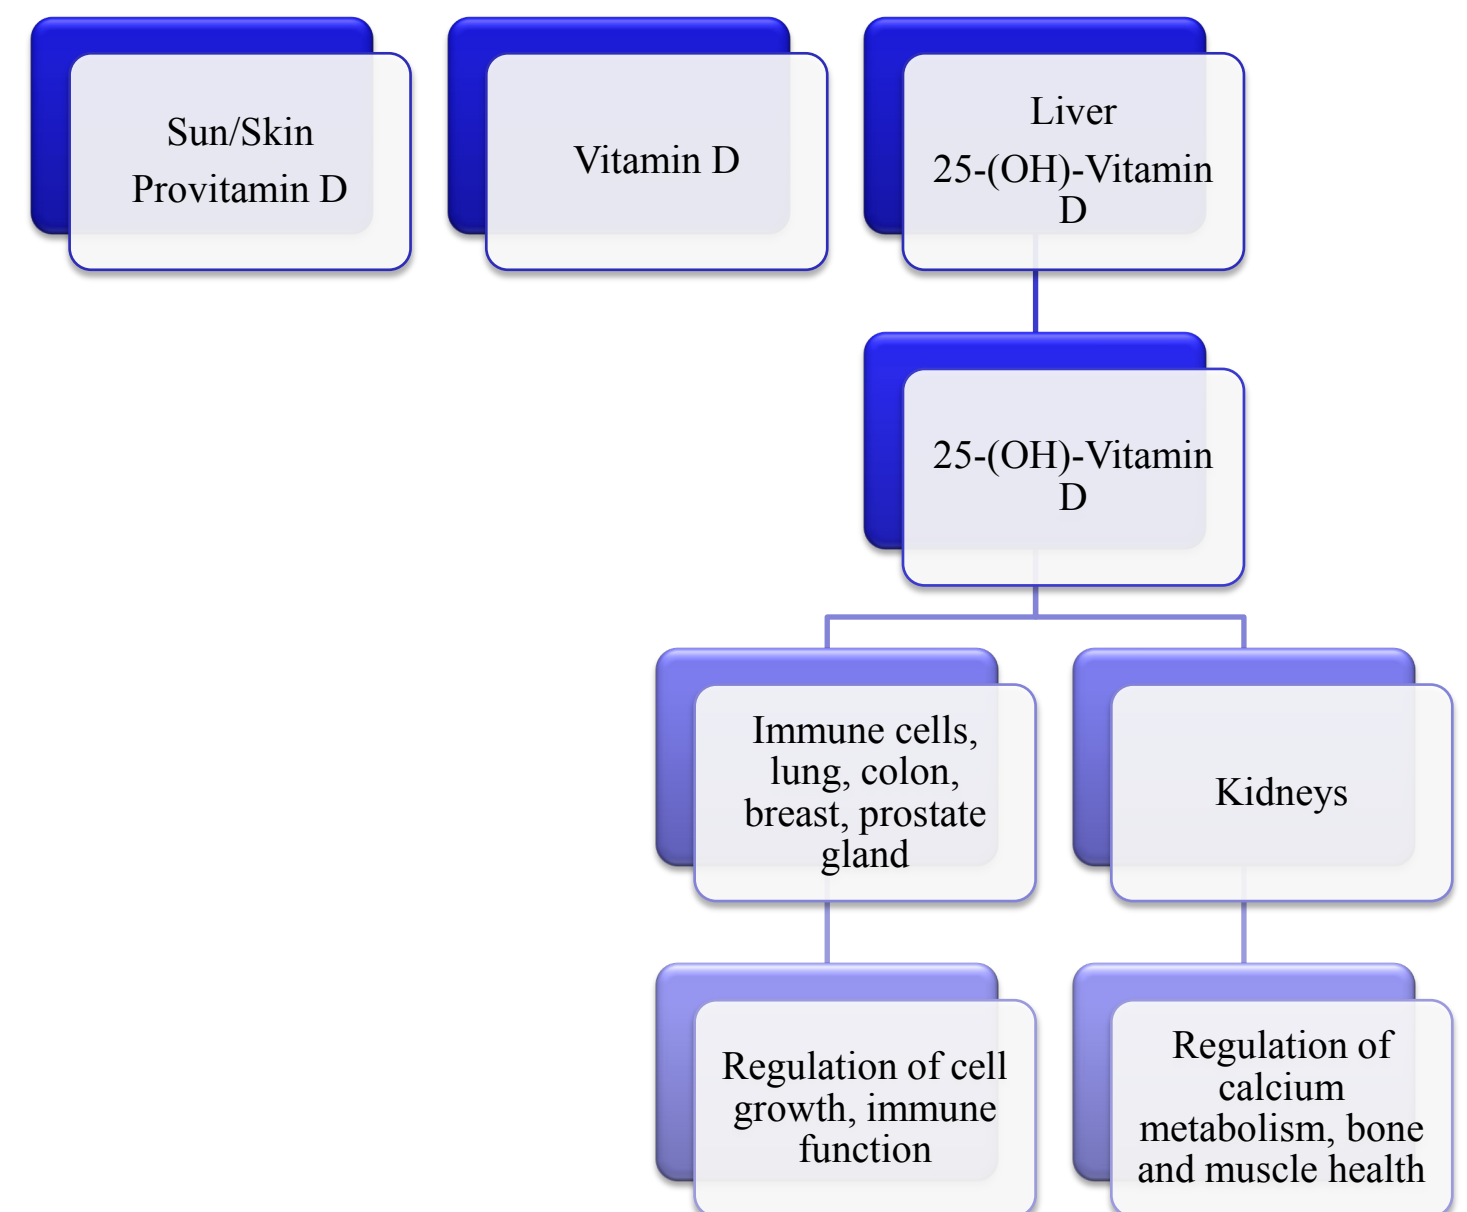 Sun/Skin
Provitamin D
Vitamin D
Liver
25-(OH)-Vitamin
D
25-(OH)-Vitamin
D
Immune cells,
lung, colon,
breast, prostate
gland
Kidneys
Regulation of cell
growth, immune
function
Regulation of
calcium
metabolism, bone
and muscle health